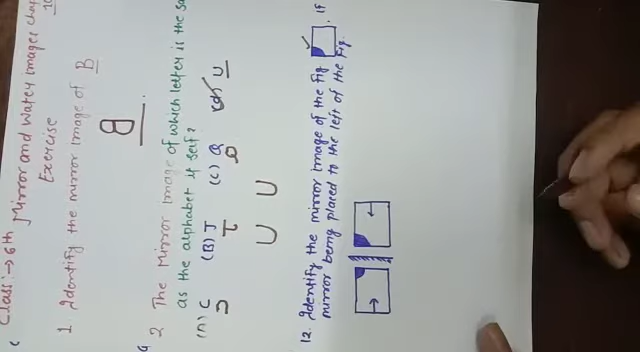 Class:→ 6th Mirror and Water images
Exercise
1. Identify the mirror image of B
2 The Mirror Image of which letter is the
as the alphabet it self?
(A) C (B) J (C) Q U
U U
12. Identify the mirror image of the fig . If
mirror being placed to the left of the fig.